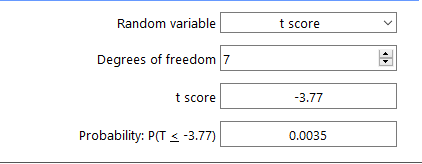 Random variable t score
Degrees of freedom 7
t score -3.77
Probability: P(T ≤ -3.77) 0.0035